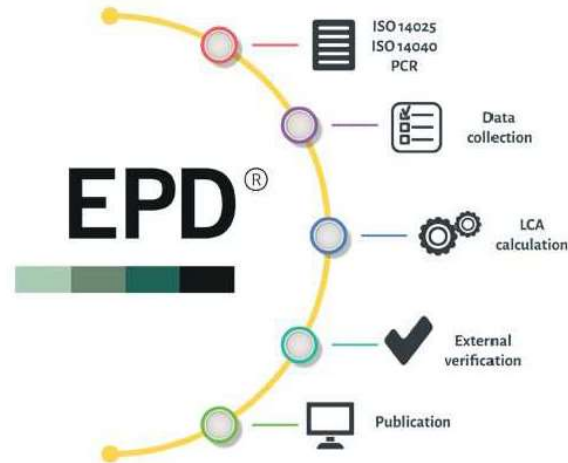 ISO 14025
ISO 14040
PCR
Data
collection
EPD®
LCA
calculation
External
verification
Publication